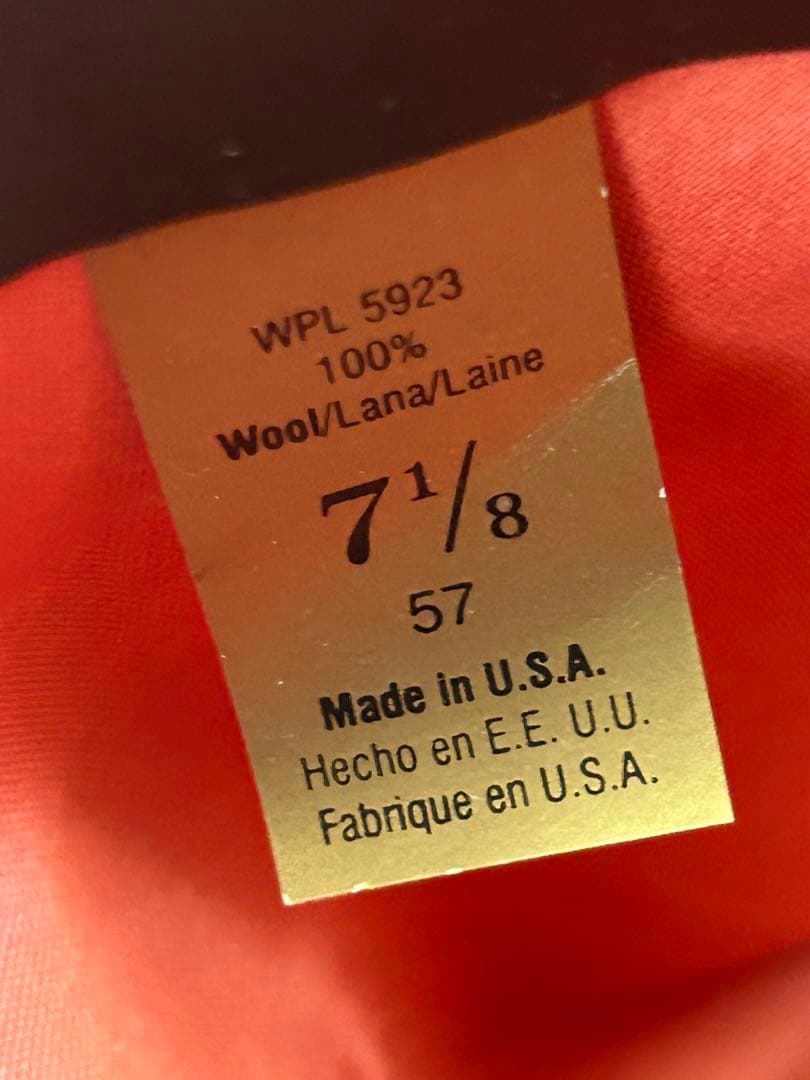 WPL 5923
100%
Wool/Lana/Laine
7 1/8
57
Made in U.S.A.
Hecho en E.E. U.U.
Fabrique en U.S.A.